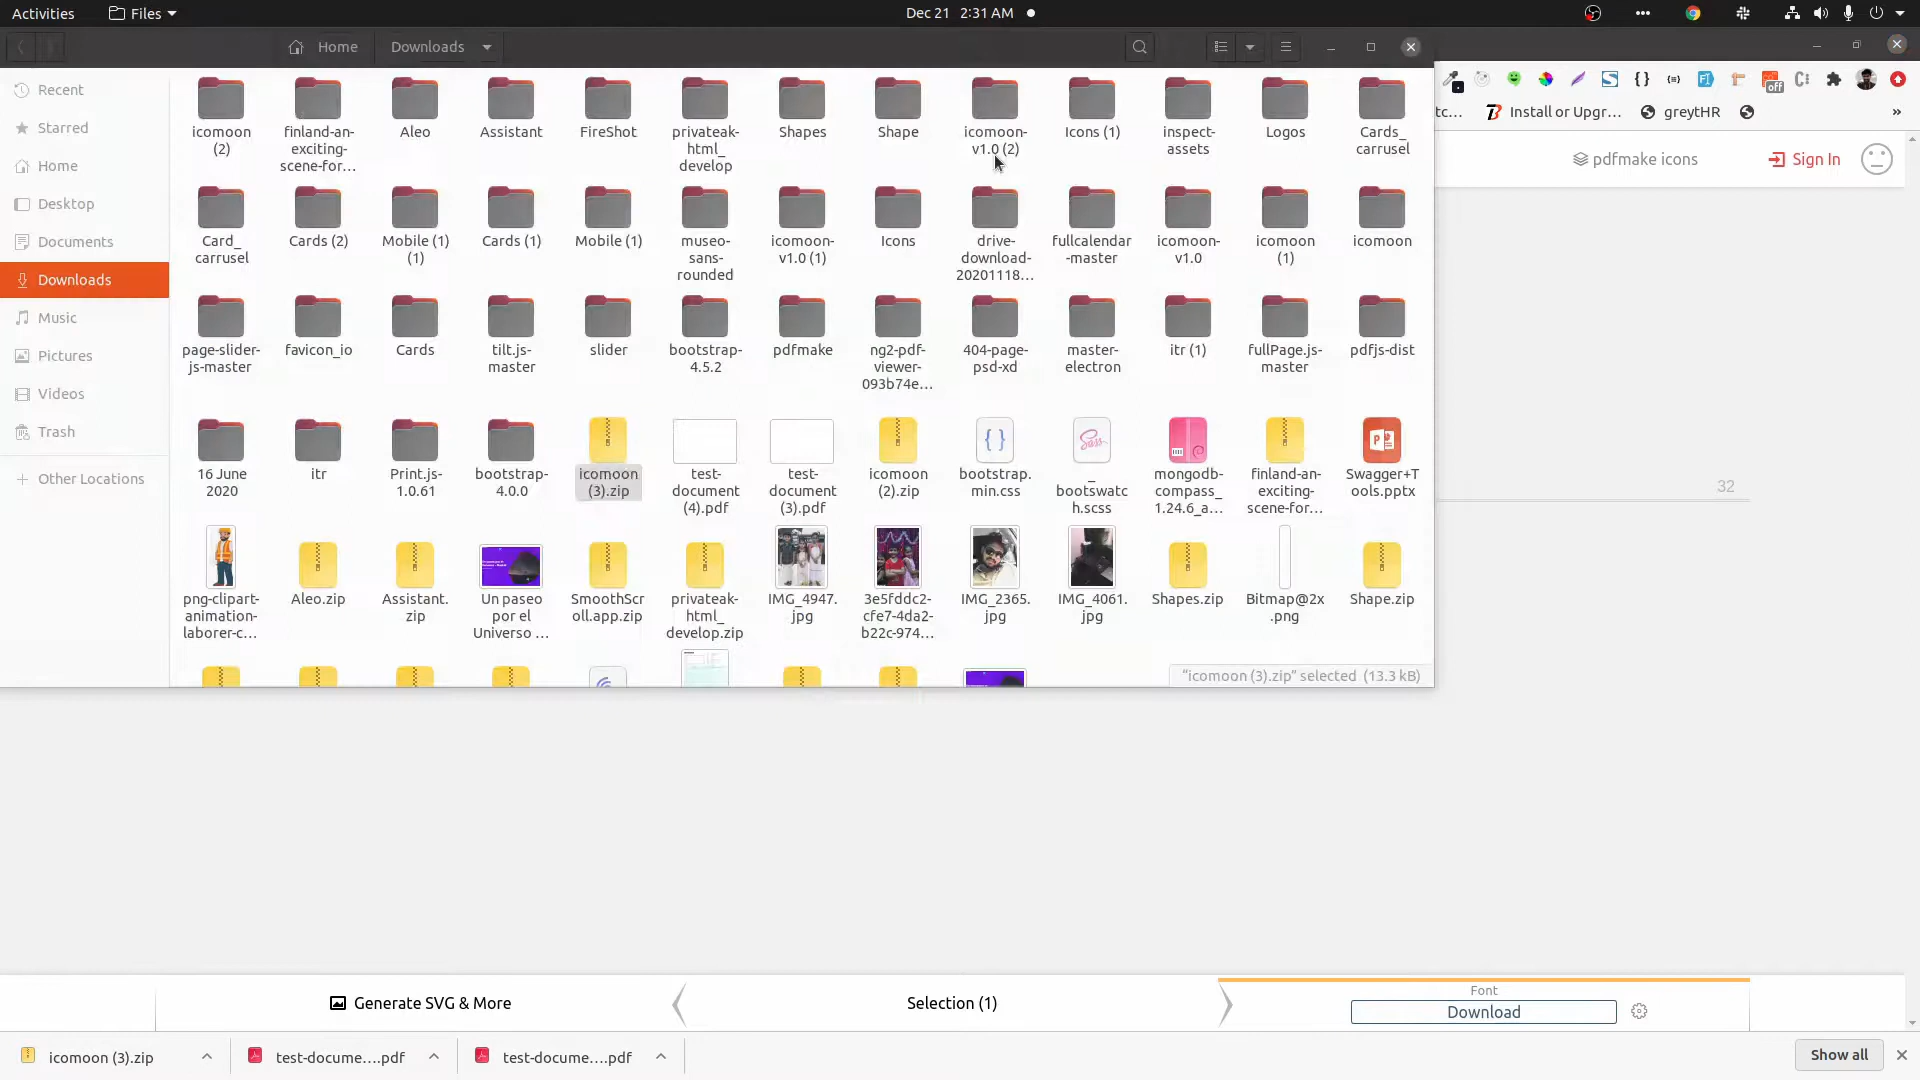 Activities
Files
Dec 21 2:31 AM
Home
Downloads
tc...
Install or Upgr...
greytHR
»
pdfmake icons
Sign In
Recent
Starred
Home
Desktop
Documents
Downloads
Music
Pictures
Videos
Trash
Other Locations
icomoon
(2)
finland-an-
exciting-
scene-for...
Aleo
Assistant
FireShot
privateak-
html_
develop
Shapes
Shape
icomoon-
v1.0 (2)
Icons (1)
inspect-
assets
Logos
Cards_
carrusel
Card_
carrusel
Cards (2)
Mobile (1)
(1)
Cards (1)
Mobile (1)
museo-
sans-
rounded
icomoon-
v1.0 (1)
Icons
drive-
download-
20201118...
fullcalendar
-master
icomoon-
v1.0
icomoon
(1)
icomoon
page-slider-
js-master
favicon_io
Cards
tilt.js-
master
slider
bootstrap-
4.5.2
pdfmake
ng2-pdf-
viewer-
093b74e...
404-page-
psd-xd
master-
electron
itr (1)
fullPage.js-
master
pdfjs-dist
16 June
2020
itr
Print.js-
1.0.61
bootstrap-
4.0.0
icomoon
(3).zip
test-
document
(4).pdf
test-
document
(3).pdf
icomoon
(2).zip
{ }
bootstrap.
min.css
Sass
_
bootswatc
h.scss
mongodb-
compass_
1.24.6_a...
finland-an-
exciting-
scene-for...
Swagger+T
ools.pptx
png-clipart-
animation-
laborer-c...
Aleo.zip
Assistant.
zip
Un paseo
por el
Universo ...
SmoothScr
oll.app.zip
privateak-
html_
develop.zip
IMG_4947.
jpg
3e5fddc2-
cfe7-4da2-
b22c-974...
IMG_2365.
jpg
IMG_4061.
jpg
Shapes.zip
Bitmap@2x
.png
Shape.zip
"icomoon (3).zip" selected (13.3 kB)
off
32
Generate SVG & More
Selection (1)
Font
Download
icomoon (3).zip
test-docume....pdf
test-docume....pdf
Show all